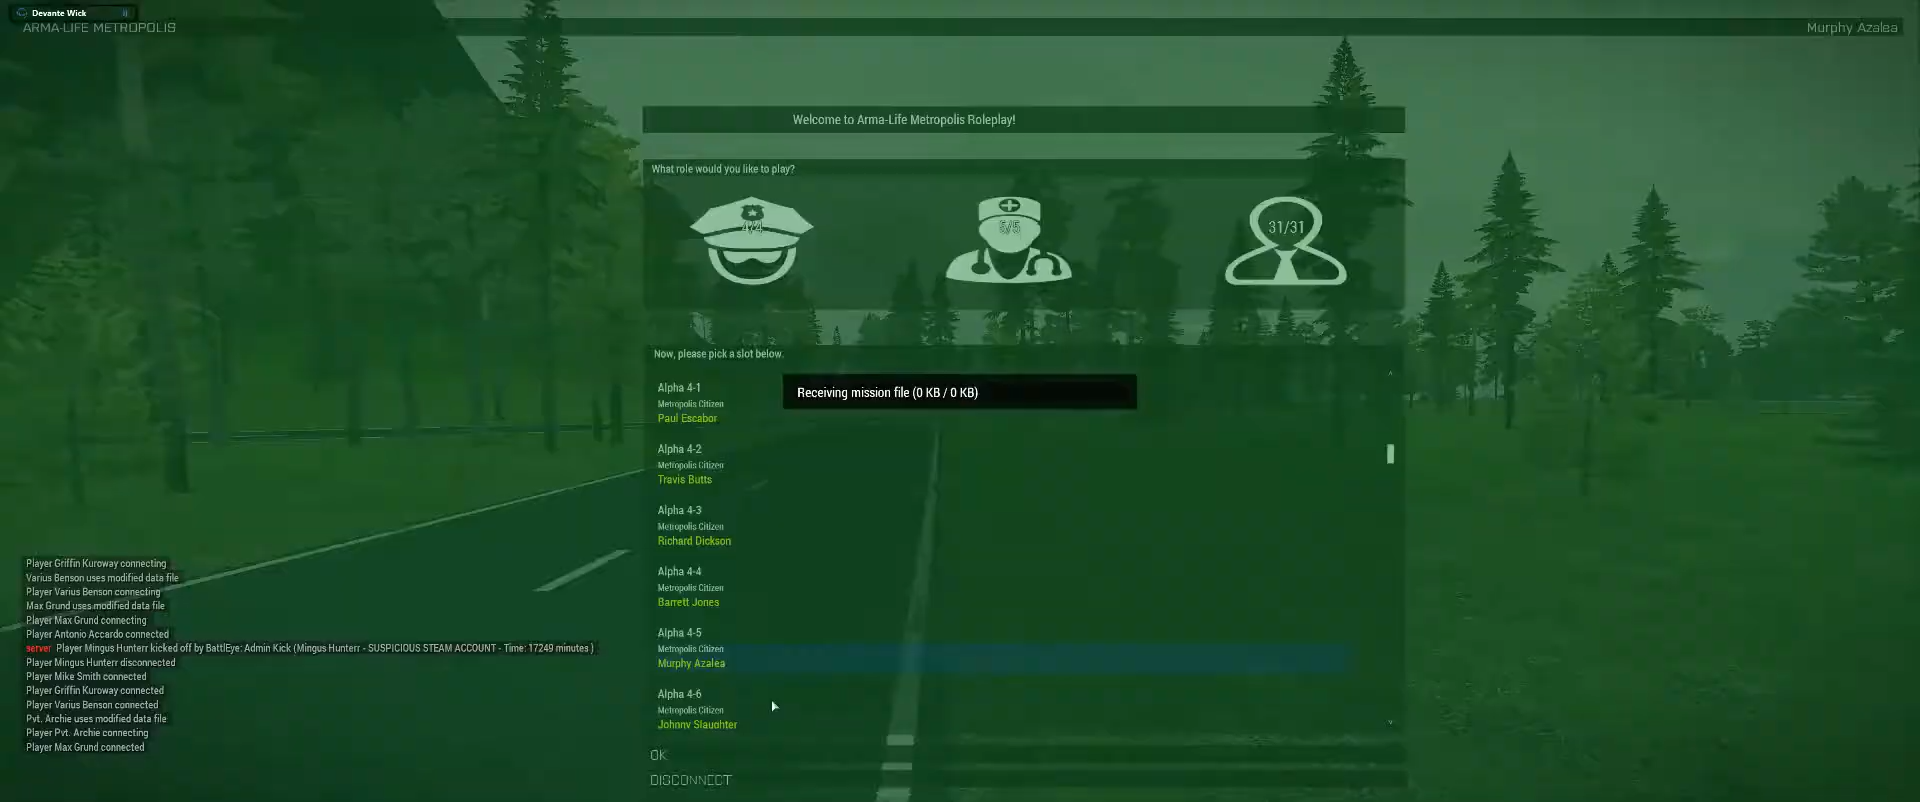 Devante Wick
ARMA-LIFE METROPOLIS
Murphy Azalea
Welcome to Arma-Life Metropolis Roleplay!
What role would you like to play?
4/4
5/5
31/31
Now, please pick a slot below.
Receiving mission file (0 KB / 0 KB)
Alpha 4-1
Metropolis Citizen
Paul Escabor
Alpha 4-2
Metropolis Citizen
Travis Butts
Alpha 4-3
Metropolis Citizen
Richard Dickson
Alpha 4-4
Metropolis Citizen
Barrett Jones
Alpha 4-5
Metropolis Citizen
Murphy Azalea
Alpha 4-6
Metropolis Citizen
Johnny Slaughter
OK
DISCONNECT
Player Griffin Kuroway connecting
Varius Benson uses modified data file
Player Varius Benson connecting
Max Grund uses modified data file
Player Max Grund connecting
Player Antonio Accardo connected
server Player Mingus Hunterr kicked off by BattlEye: Admin Kick (Mingus Hunterr - SUSPICIOUS STEAM ACCOUNT - Time: 17249 minutes )
Player Mingus Hunterr disconnected
Player Mike Smith connected
Player Griffin Kuroway connected
Player Varius Benson connected
Pvt. Archie uses modified data file
Player Pvt. Archie connecting
Player Max Grund connected